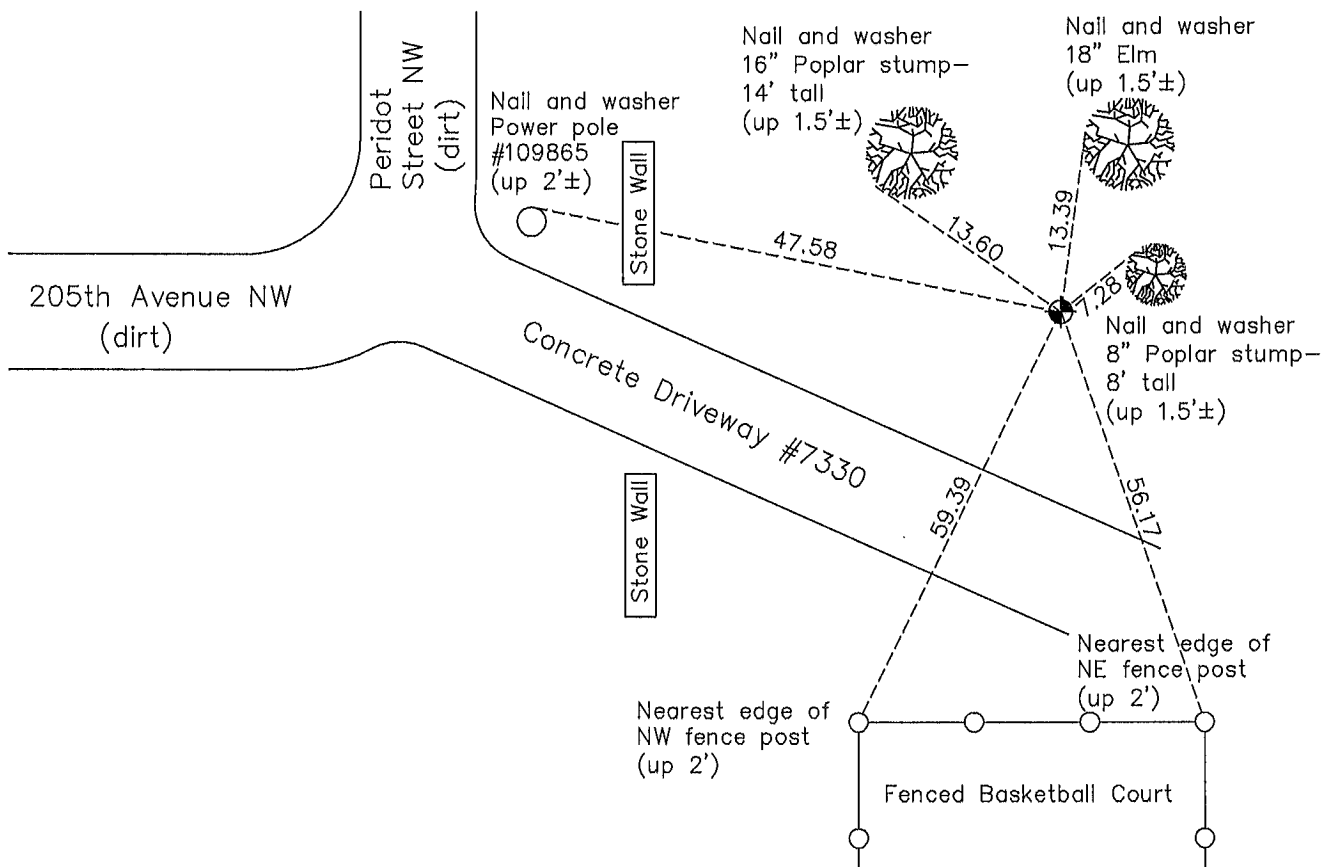 Peridot
Street NW
(dirt)
Nail and washer
Power pole
#109865
(up 2'±)
Stone Wall
Nail and washer
16" Poplar stump–
14' tall
(up 1.5'±)
Nail and washer
18" Elm
(up 1.5'±)
47.58
13.60
13.39
7.28
205th Avenue NW
(dirt)
Nail and washer
8" Poplar stump–
8' tall
(up 1.5'±)
Concrete Driveway #7330
Stone Wall
59.39
56.17
Nearest edge of
NE fence post
(up 2')
Nearest edge of
NW fence post
(up 2')
Fenced Basketball Court